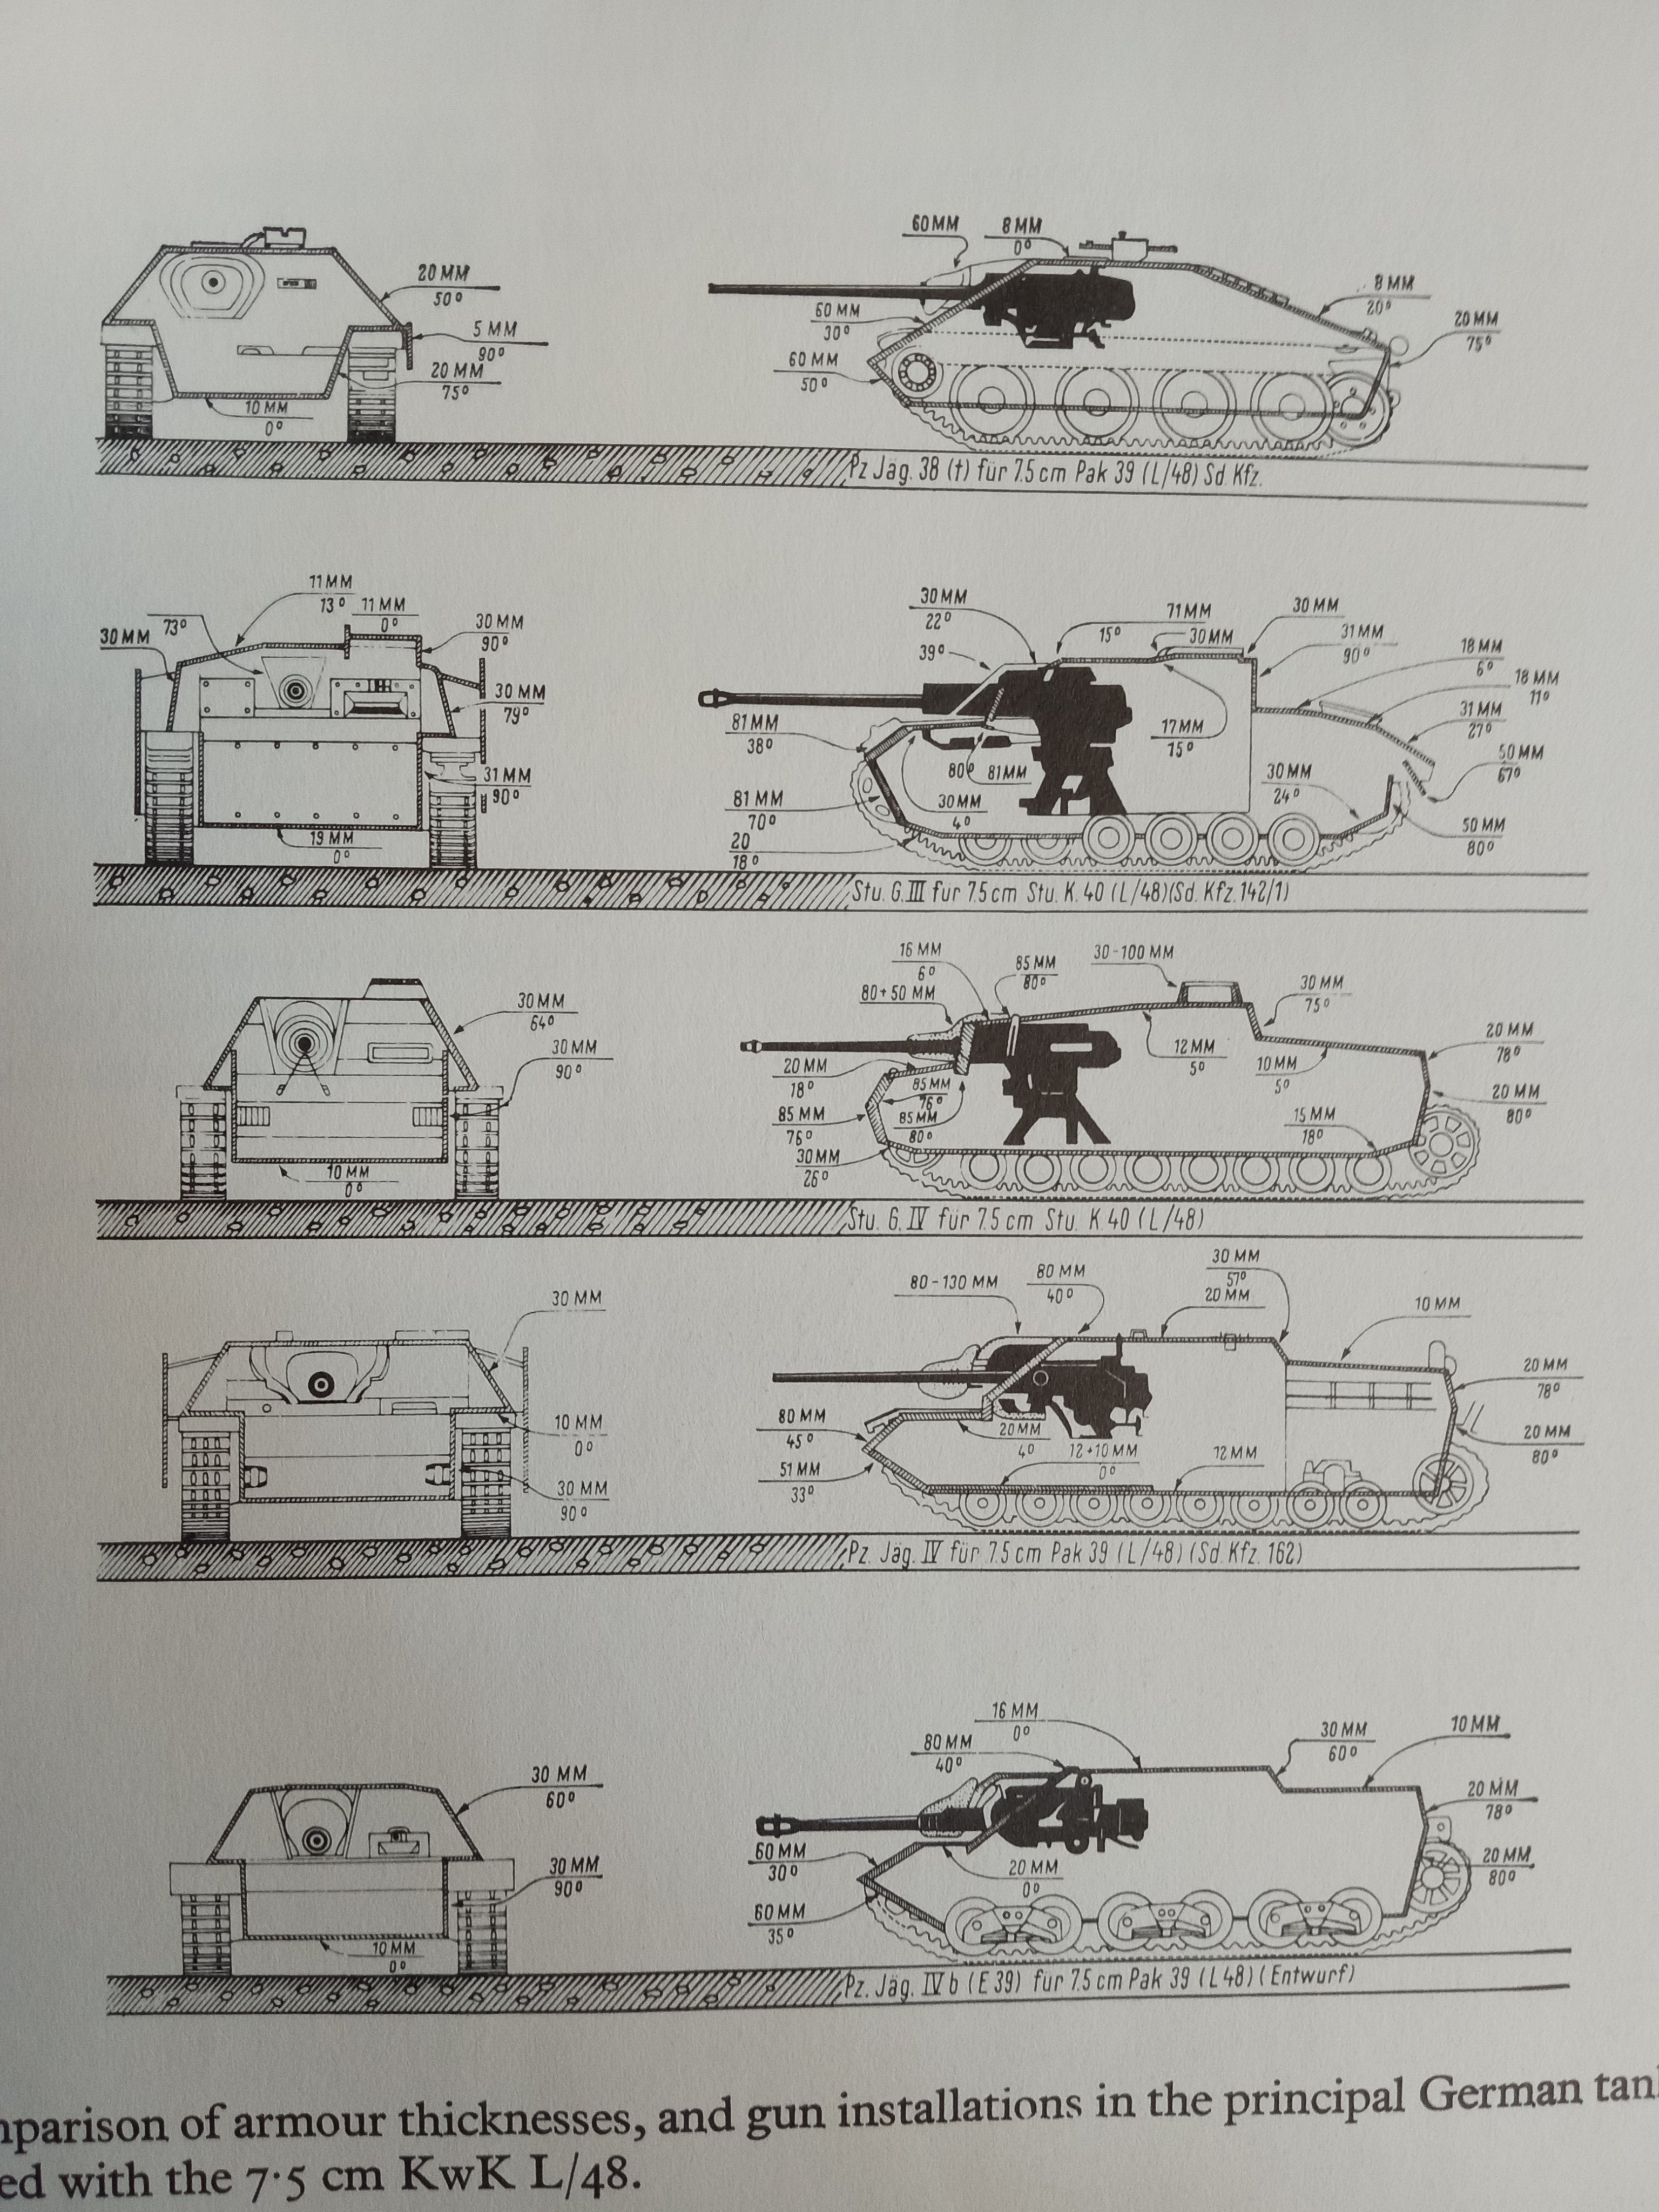 60 MM
8 MM
0°
20 MM
50°
5 MM
90°
20 MM
75°
10 MM
0°
60 MM
30°
60 MM
50°
8 MM
20°
20 MM
75°
Pz Jäg. 38 (t) für 7.5 cm Pak 39 (L/48) Sd. Kfz.
11 MM
13°
11 MM
0°
73°
30 MM
30 MM
90°
30 MM
79°
31 MM
90°
19 MM
0°
30 MM
22°
39°
71 MM
15°
30 MM
30 MM
31 MM
90°
18 MM
6°
18 MM
11°
31 MM
27°
50 MM
67°
81 MM
38°
80° 81 MM
17 MM
15°
81 MM
70°
30 MM
4°
30 MM
24°
50 MM
80°
20
18°
Stu. G. III fur 7.5 cm Stu. K. 40 (L/48) (Sd. Kfz. 142/1)
30 MM
64°
30 MM
90°
10 MM
0°
16 MM
6°
80+50 MM
85 MM
80°
30-100 MM
30 MM
75°
20 MM
78°
20 MM
18°
85 MM
76°
85 MM
76°
85 MM
80°
30 MM
26°
12 MM
5°
10 MM
5°
15 MM
18°
20 MM
80°
Stu. G. IV für 7.5 cm Stu. K. 40 (L/48)
30 MM
10 MM
0°
30 MM
90°
80-130 MM
80 MM
40°
30 MM
57°
20 MM
10 MM
20 MM
78°
80 MM
45°
51 MM
33°
20 MM
4°
12+10 MM
0°
12 MM
20 MM
80°
Pz. Jäg. IV für 7.5 cm Pak 39 (L/48) (Sd. Kfz. 162)
30 MM
60°
30 MM
90°
10 MM
0°
16 MM
0°
80 MM
40°
30 MM
60°
10 MM
20 MM
78°
60 MM
30°
20 MM
0°
60 MM
35°
20 MM
80°
Pz. Jäg. IV b (E 39) für 7.5 cm Pak 39 (L 48) (Entwurf)
mparison of armour thicknesses, and gun installations in the principal German tan
ed with the 7·5 cm KwK L/48.